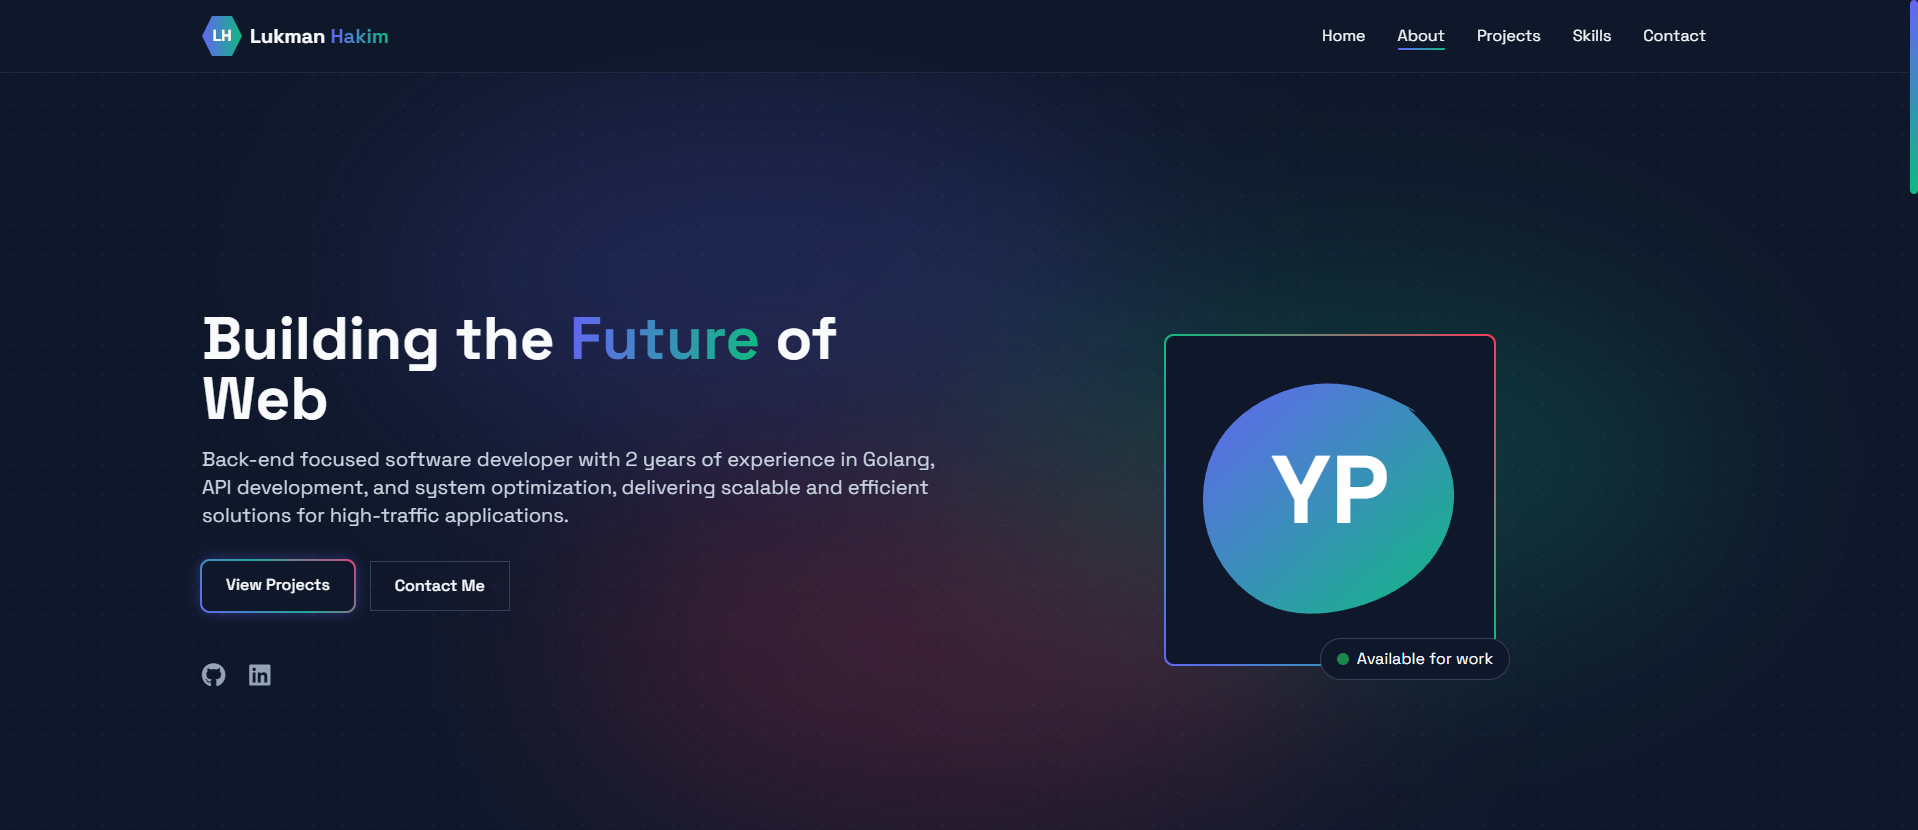 LH Lukman Hakim
Home About Projects Skills Contact
Building the Future of
Web
Back-end focused software developer with 2 years of experience in Golang,
API development, and system optimization, delivering scalable and efficient
solutions for high-traffic applications.
View Projects Contact Me
in
YP
Available for work